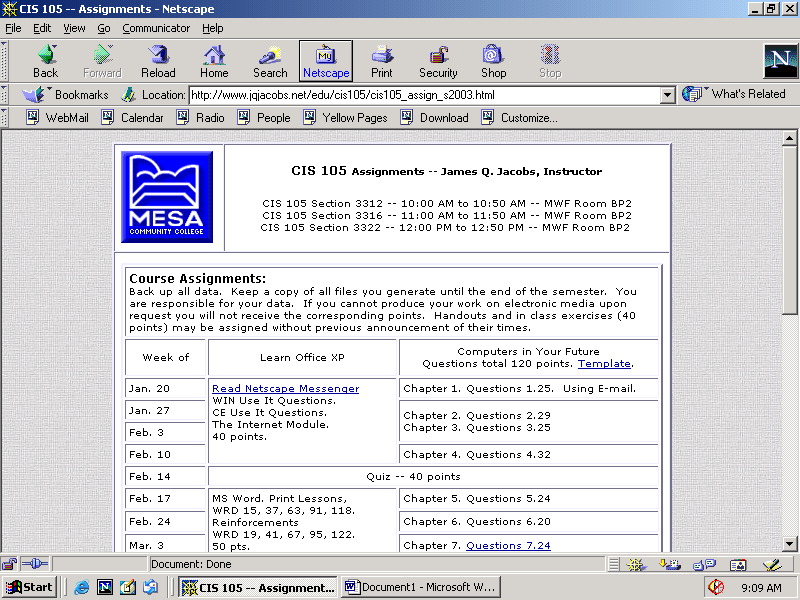 CIS 105 -- Assignments - Netscape
File Edit View Go Communicator Help
Back Forward Reload Home Search Netscape Print Security Shop Stop
My
N
Bookmarks Location: http://www.jqjacobs.net/edu/cis105/cis105_assign_s2003.html What's Related
WebMail Calendar Radio People Yellow Pages Download Customize...
MESA
COMMUNITY COLLEGE
CIS 105 Assignments -- James Q. Jacobs, Instructor
CIS 105 Section 3312 -- 10:00 AM to 10:50 AM -- MWF Room BP2
CIS 105 Section 3316 -- 11:00 AM to 11:50 AM -- MWF Room BP2
CIS 105 Section 3322 -- 12:00 PM to 12:50 PM -- MWF Room BP2
Course Assignments:
Back up all data. Keep a copy of all files you generate until the end of the semester. You
are responsible for your data. If you cannot produce your work on electronic media upon
request you will not receive the corresponding points. Handouts and in class exercises (40
points) may be assigned without previous announcement of their times.
Week of
Learn Office XP
Computers in Your Future
Questions total 120 points. Template.
Jan. 20
Jan. 27
Feb. 3
Feb. 10
Read Netscape Messenger
WIN Use It Questions.
CE Use It Questions.
The Internet Module.
40 points.
Chapter 1. Questions 1.25. Using E-mail.
Chapter 2. Questions 2.29
Chapter 3. Questions 3.25
Chapter 4. Questions 4.32
Feb. 14
Quiz -- 40 points
Feb. 17
Feb. 24
Mar. 3
MS Word. Print Lessons,
WRD 15, 37, 63, 91, 118.
Reinforcements
WRD 19, 41, 67, 95, 122.
50 pts.
Chapter 5. Questions 5.24
Chapter 6. Questions 6.20
Chapter 7. Questions 7.24
Document: Done
Start CIS 105 -- Assignment... Document1 - Microsoft W... 9:09 AM